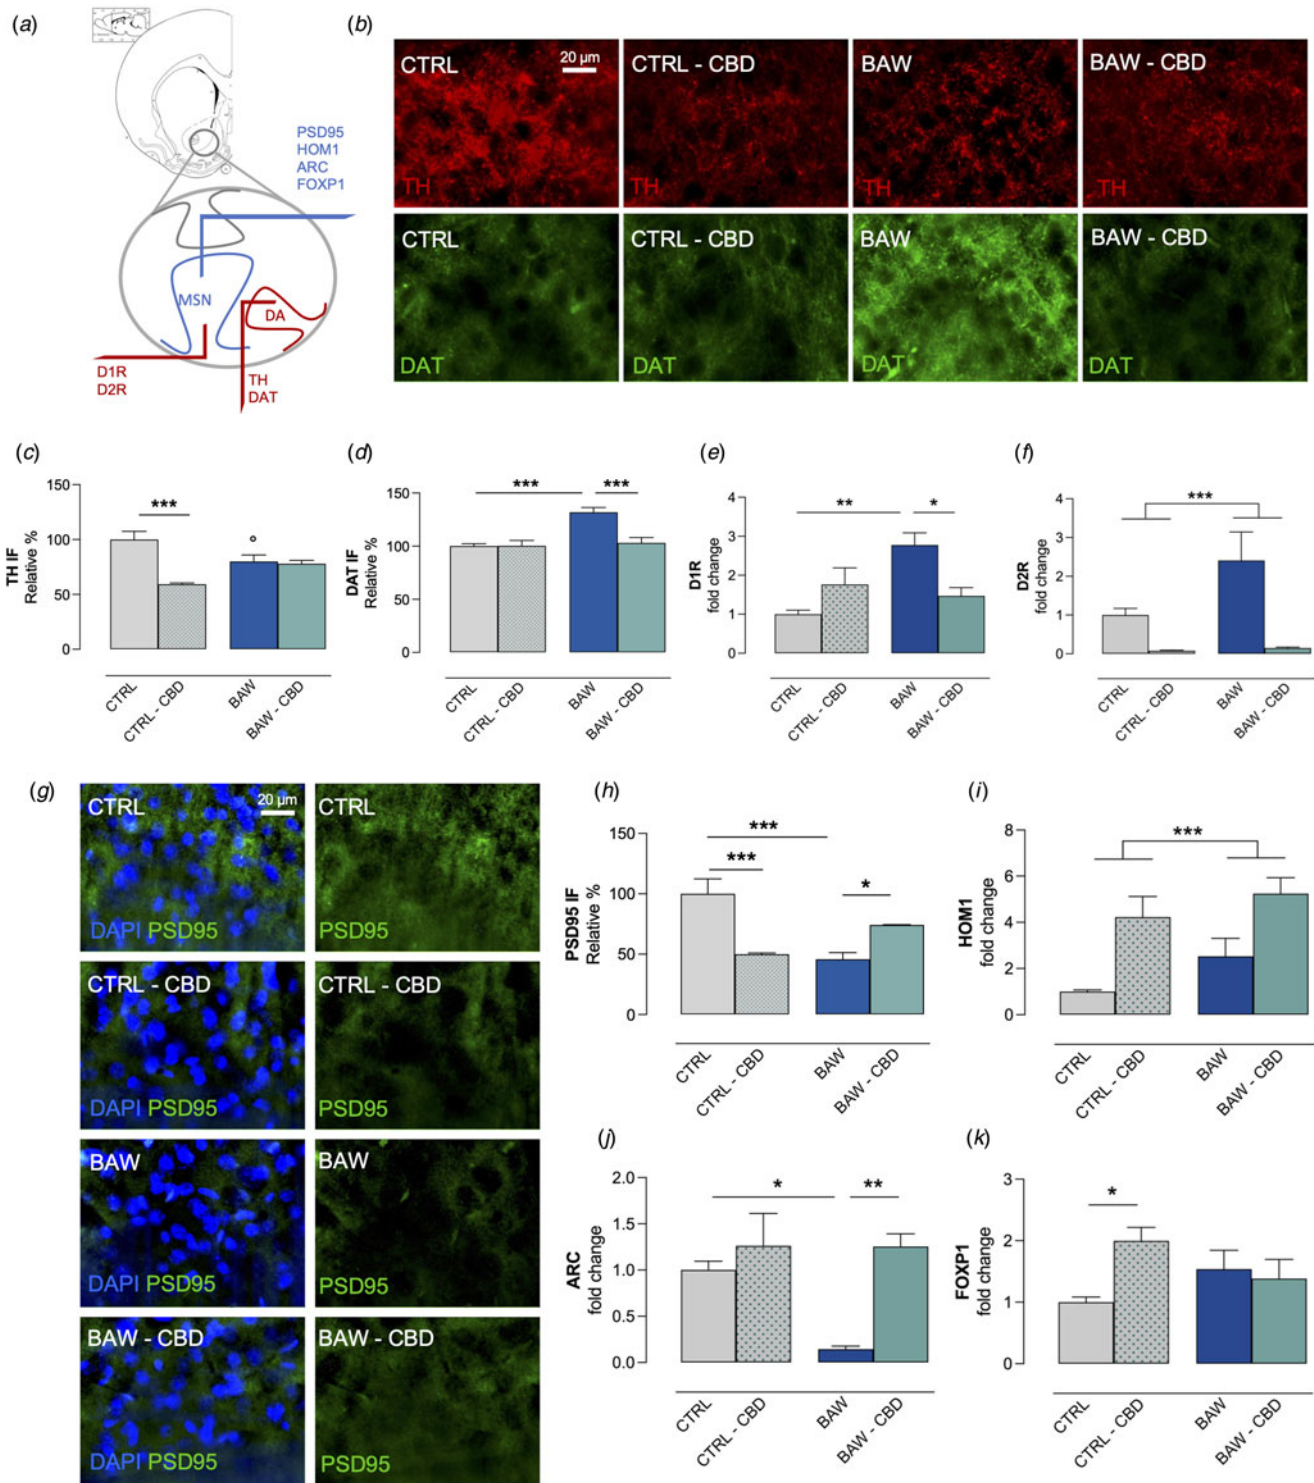 (a)
PSD95
HOM1
ARC
FOXP1
MSN
DA
D1R
D2R
TH
DAT
(b)
CTRL
20 µm
TH
CTRL - CBD
TH
BAW
TH
BAW - CBD
TH
CTRL
DAT
CTRL - CBD
DAT
BAW
DAT
BAW - CBD
DAT
(c)
TH IF
Relative %
150
100
50
0
***
°
CTRL
CTRL - CBD
BAW
BAW - CBD
(d)
DAT IF
Relative %
150
100
50
0
***
***
CTRL
CTRL - CBD
BAW
BAW - CBD
(e)
D1R
fold change
4
3
2
1
0
**
*
CTRL
CTRL - CBD
BAW
BAW - CBD
(f)
D2R
fold change
4
3
2
1
0
***
CTRL
CTRL - CBD
BAW
BAW - CBD
(g)
CTRL
20 µm
DAPI PSD95
CTRL
PSD95
CTRL - CBD
DAPI PSD95
CTRL - CBD
PSD95
BAW
DAPI PSD95
BAW
PSD95
BAW - CBD
DAPI PSD95
BAW - CBD
PSD95
(h)
PSD95 IF
Relative %
150
100
50
0
***
***
*
CTRL
CTRL - CBD
BAW
BAW - CBD
(i)
HOM1
fold change
8
6
4
2
0
***
CTRL
CTRL - CBD
BAW
BAW - CBD
(j)
ARC
fold change
2.0
1.5
1.0
0.5
0.0
*
**
CTRL
CTRL - CBD
BAW
BAW - CBD
(k)
FOXP1
fold change
3
2
1
0
*
CTRL
CTRL - CBD
BAW
BAW - CBD